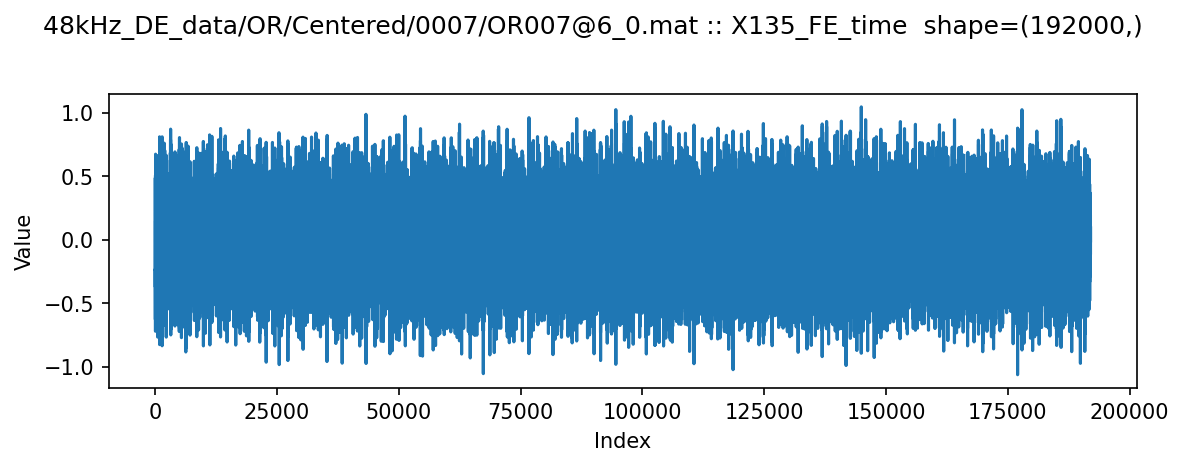 48kHz_DE_data/OR/Centered/0007/OR007@6_0.mat :: X135_FE_time  shape=(192000,)
1.0
0.5
0.0
−0.5
−1.0
Value
0 25000 50000 75000 100000 125000 150000 175000 200000
Index